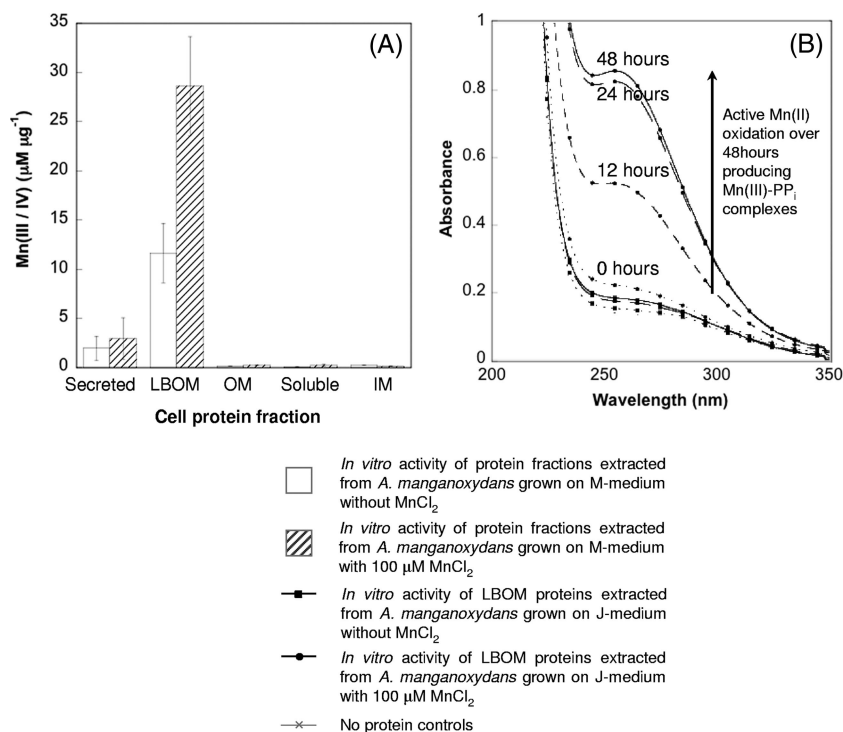 (A)
35
30
25
20
15
10
5
0
Mn(III / IV) (µM µg-1)
Secreted LBOM OM Soluble IM
Cell protein fraction
(B)
1
0.8
0.6
0.4
0.2
0
Absorbance
48 hours
24 hours
12 hours
0 hours
Active Mn(II)
oxidation over
48hours
producing
Mn(III)-PPi
complexes
200 250 300 350
Wavelength (nm)
In vitro activity of protein fractions extracted
from A. manganoxydans grown on M-medium
without MnCl2
In vitro activity of protein fractions extracted
from A. manganoxydans grown on M-medium
with 100 µM MnCl2
In vitro activity of LBOM proteins extracted
from A. manganoxydans grown on J-medium
without MnCl2
In vitro activity of LBOM proteins extracted
from A. manganoxydans grown on J-medium
with 100 µM MnCl2
No protein controls